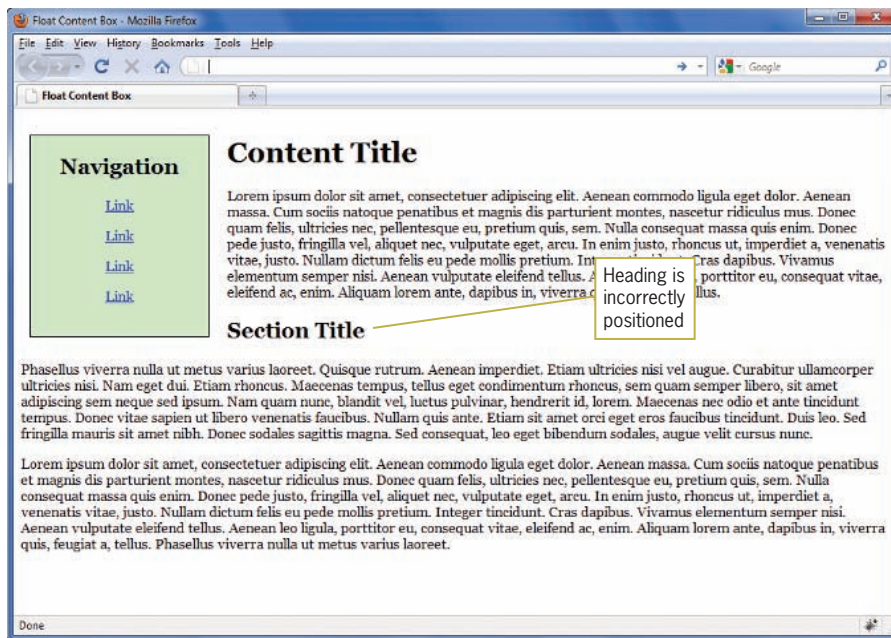 Float Content Box - Mozilla Firefox
File Edit View History Bookmarks Tools Help
Google
Float Content Box
Navigation
Link
Link
Link
Link
Content Title
Lorem ipsum dolor sit amet, consectetuer adipiscing elit. Aenean commodo ligula eget dolor. Aenean
massa. Cum sociis natoque penatibus et magnis dis parturient montes, nascetur ridiculus mus. Donec
quam felis, ultricies nec, pellentesque eu, pretium quis, sem. Nulla consequat massa quis enim. Donec
pede justo, fringilla vel, aliquet nec, vulputate eget, arcu. In enim justo, rhoncus ut, imperdiet a, venenatis
vitae, justo. Nullam dictum felis eu pede mollis pretium. Cras dapibus. Vivamus
elementum semper nisi. Aenean vulputate eleifend tellus. porttitor eu, consequat vitae,
eleifend ac, enim. Aliquam lorem ante, dapibus in, viverra
Heading is
incorrectly
positioned
Section Title
Phasellus viverra nulla ut metus varius laoreet. Quisque rutrum. Aenean imperdiet. Etiam ultricies nisi vel augue. Curabitur ullamcorper
ultricies nisi. Nam eget dui. Etiam rhoncus. Maecenas tempus, tellus eget condimentum rhoncus, sem quam semper libero, sit amet
adipiscing sem neque sed ipsum. Nam quam nunc, blandit vel, luctus pulvinar, hendrerit id, lorem. Maecenas nec odio et ante tincidunt
tempus. Donec vitae sapien ut libero venenatis faucibus. Nullam quis ante. Etiam sit amet orci eget eros faucibus tincidunt. Duis leo. Sed
fringilla mauris sit amet nibh. Donec sodales sagittis magna. Sed consequat, leo eget bibendum sodales, augue velit cursus nunc.
Lorem ipsum dolor sit amet, consectetuer adipiscing elit. Aenean commodo ligula eget dolor. Aenean massa. Cum sociis natoque penatibus
et magnis dis parturient montes, nascetur ridiculus mus. Donec quam felis, ultricies nec, pellentesque eu, pretium quis, sem. Nulla
consequat massa quis enim. Donec pede justo, fringilla vel, aliquet nec, vulputate eget, arcu. In enim justo, rhoncus ut, imperdiet a,
venenatis vitae, justo. Nullam dictum felis eu pede mollis pretium. Integer tincidunt. Cras dapibus. Vivamus elementum semper nisi.
Aenean vulputate eleifend tellus. Aenean leo ligula, porttitor eu, consequat vitae, eleifend ac, enim. Aliquam lorem ante, dapibus in, viverra
quis, feugiat a, tellus. Phasellus viverra nulla ut metus varius laoreet.
Done